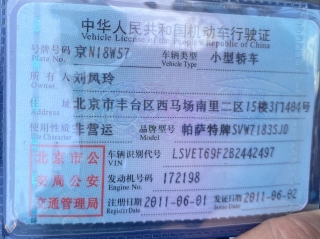 中华人民共和国机动车行驶证
Vehicle License of the People's Republic of China
号牌号码 京N18W57 车辆类型 小型轿车
Plate No. Vehicle Type
所有人 刘凤玲
Owner
住址 北京市丰台区西马场南里二区15楼3门1404号
Address
使用性质 非营运 品牌型号 帕萨特牌SVW7183SJD
Use Character Model
北京市公 车辆识别代号 LSVET69F2B2442497
VIN
安局公安 发动机号码 172198
Engine No.
交通管理局 注册日期 2011-06-01 发证日期 2011-06-02
Register Date Issue Date